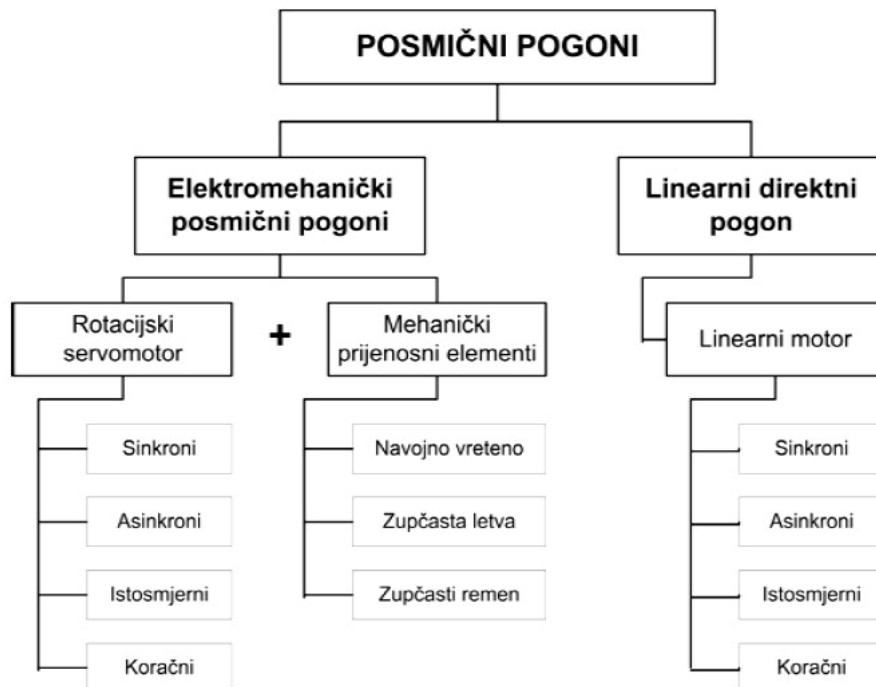 POSMIČNI POGONI
Elektromehanički
posmični pogoni
Linearni direktni
pogon
Rotacijski
servomotor
+
Mehanički
prijenosni elementi
Linearni motor
Sinkroni
Asinkroni
Istosmjerni
Koračni
Navojno vreteno
Zupčasta letva
Zupčasti remen
Sinkroni
Asinkroni
Istosmjerni
Koračni